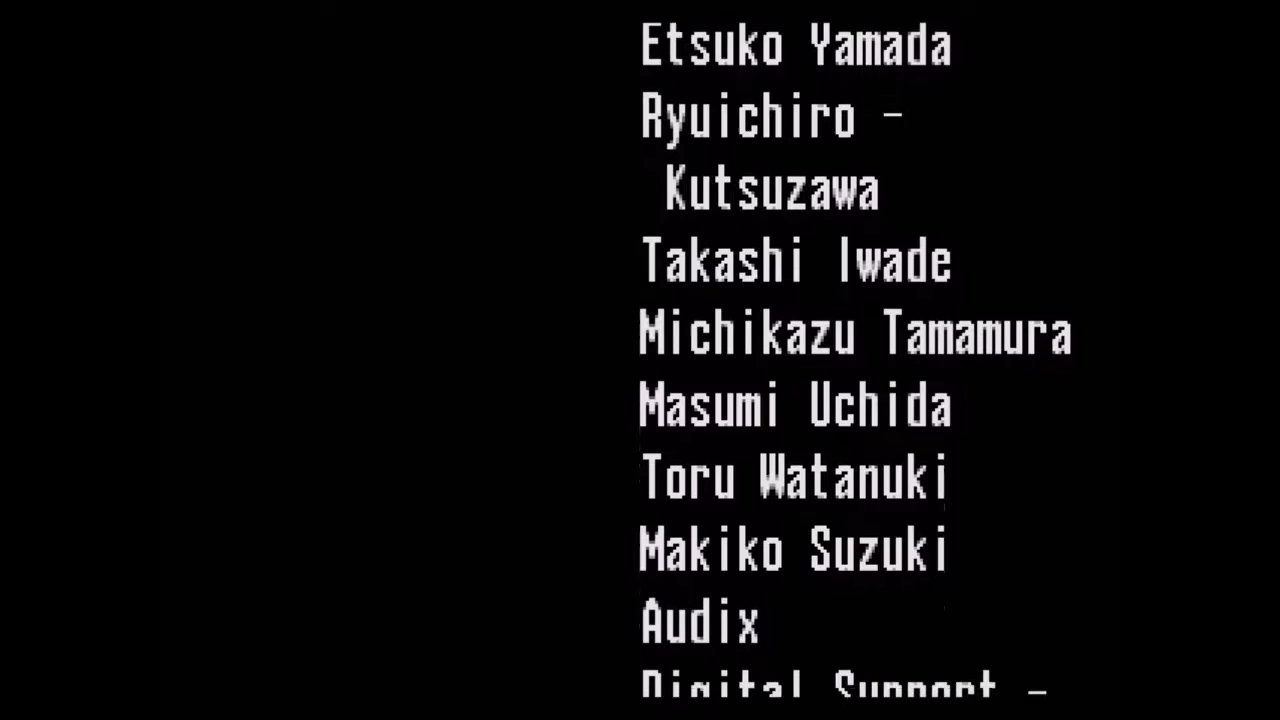 Etsuko Yamada
Ryuichiro -
Kutsuzawa
Takashi Iwade
Michikazu Tamamura
Masumi Uchida
Toru Watanuki
Makiko Suzuki
Audix
Digital Support -